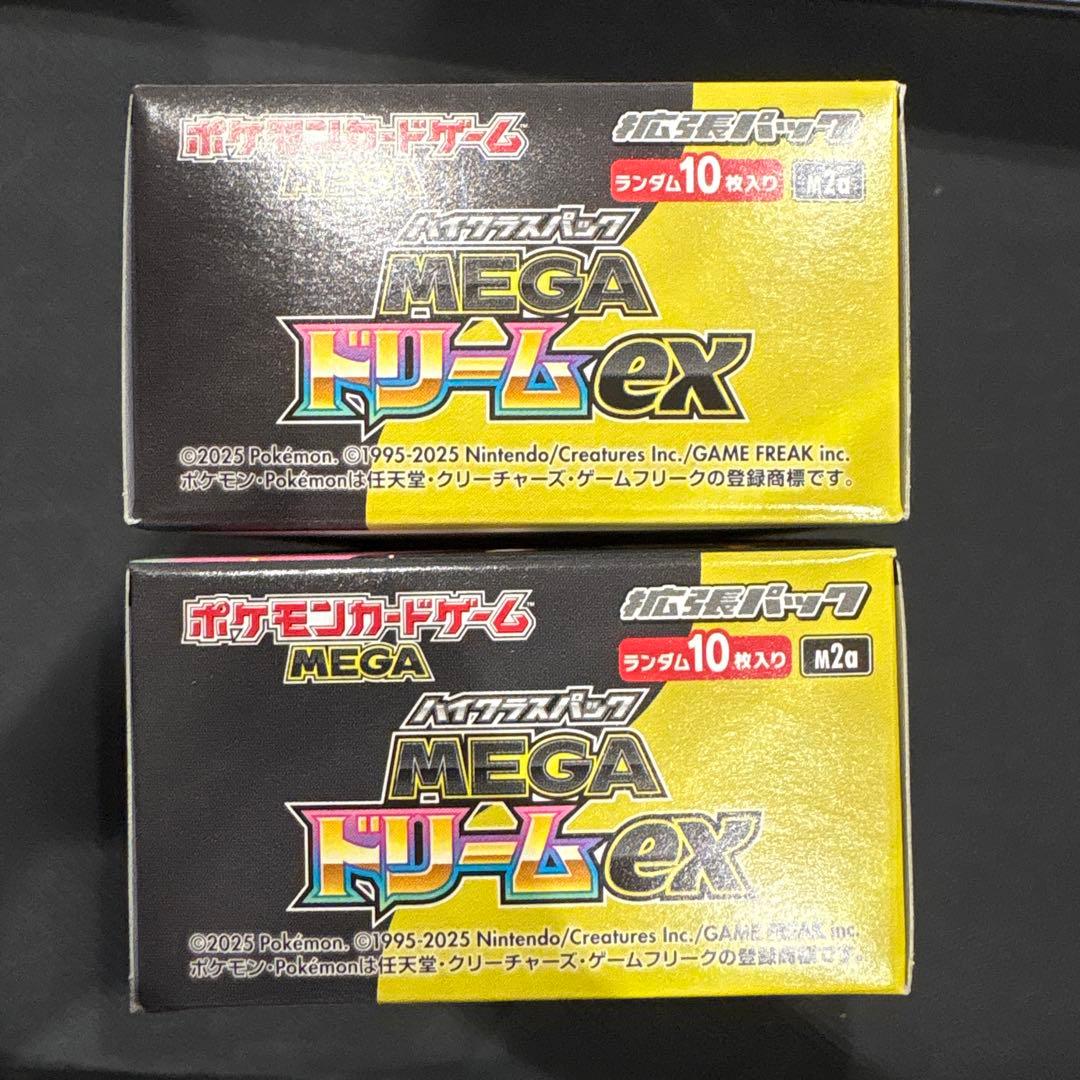 ポケモンカードゲーム
MEGA
拡張パック
ランダム10枚入り M2a
ハイクラスパック
MEGA
ドリームex
©2025 Pokémon. ©1995-2025 Nintendo/Creatures Inc./GAME FREAK inc.
ポケモン・Pokémonは任天堂・クリーチャーズ・ゲームフリークの登録商標です。
ポケモンカードゲーム™
MEGA
拡張パック
ランダム10枚入り M2a
ハイクラスパック
MEGA
ドリームex
©2025 Pokémon. ©1995-2025 Nintendo/Creatures Inc./GAME FREAK inc.
ポケモン・Pokémonは任天堂・クリーチャーズ・ゲームフリークの登録商標です。